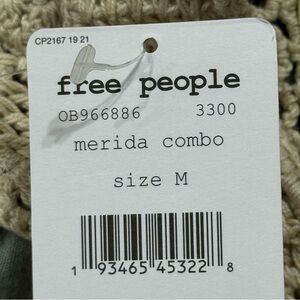 CP2167 19 21
free people
OB966886 3300
merida combo
size M
1 93465 45322 8